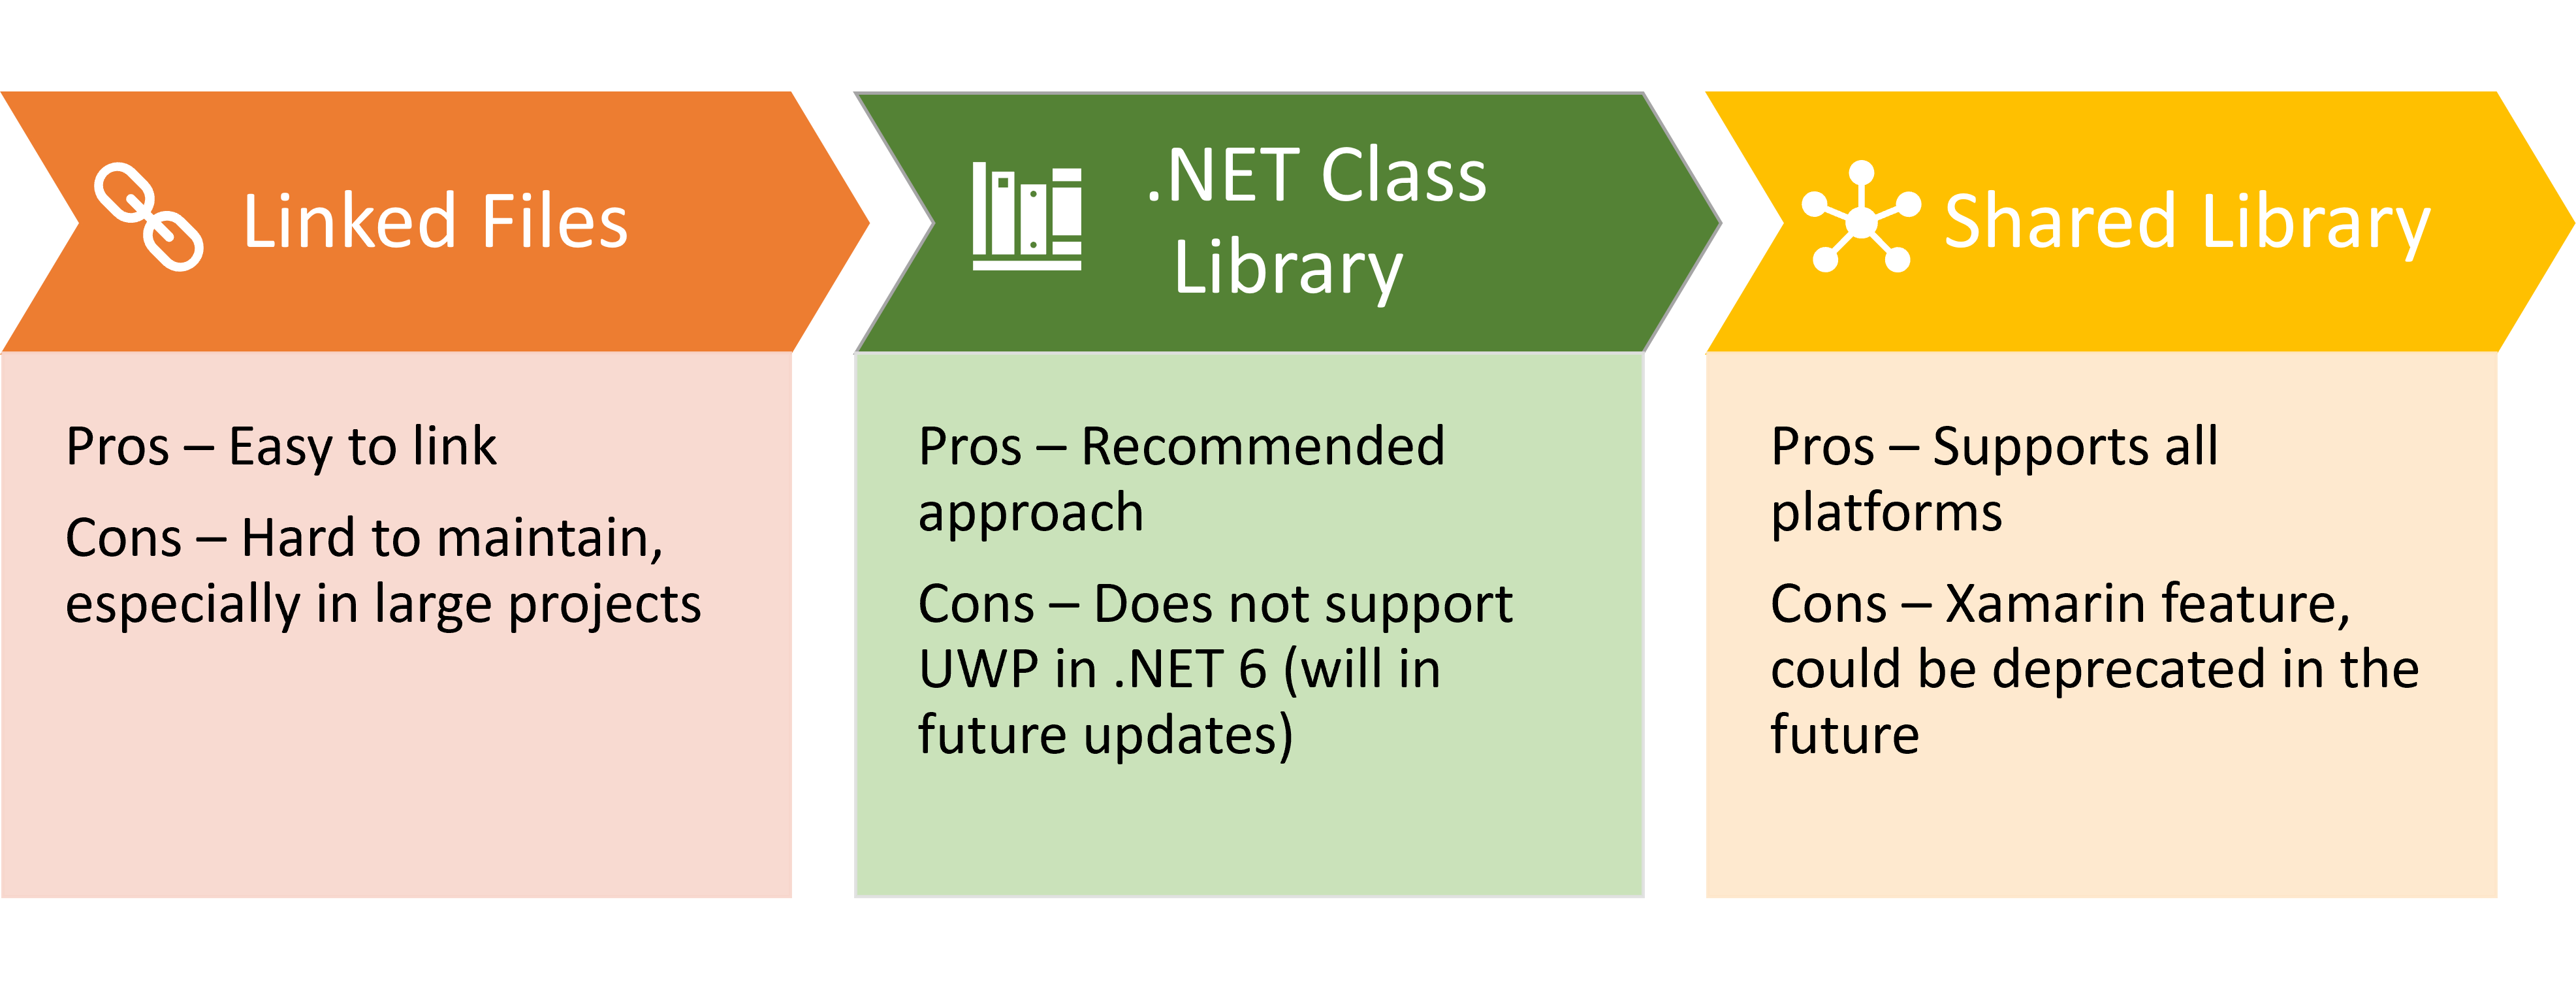 Linked Files
Pros – Easy to link
Cons – Hard to maintain,
especially in large projects
.NET Class
Library
Pros – Recommended
approach
Cons – Does not support
UWP in .NET 6 (will in
future updates)
Shared Library
Pros – Supports all
platforms
Cons – Xamarin feature,
could be deprecated in the
future